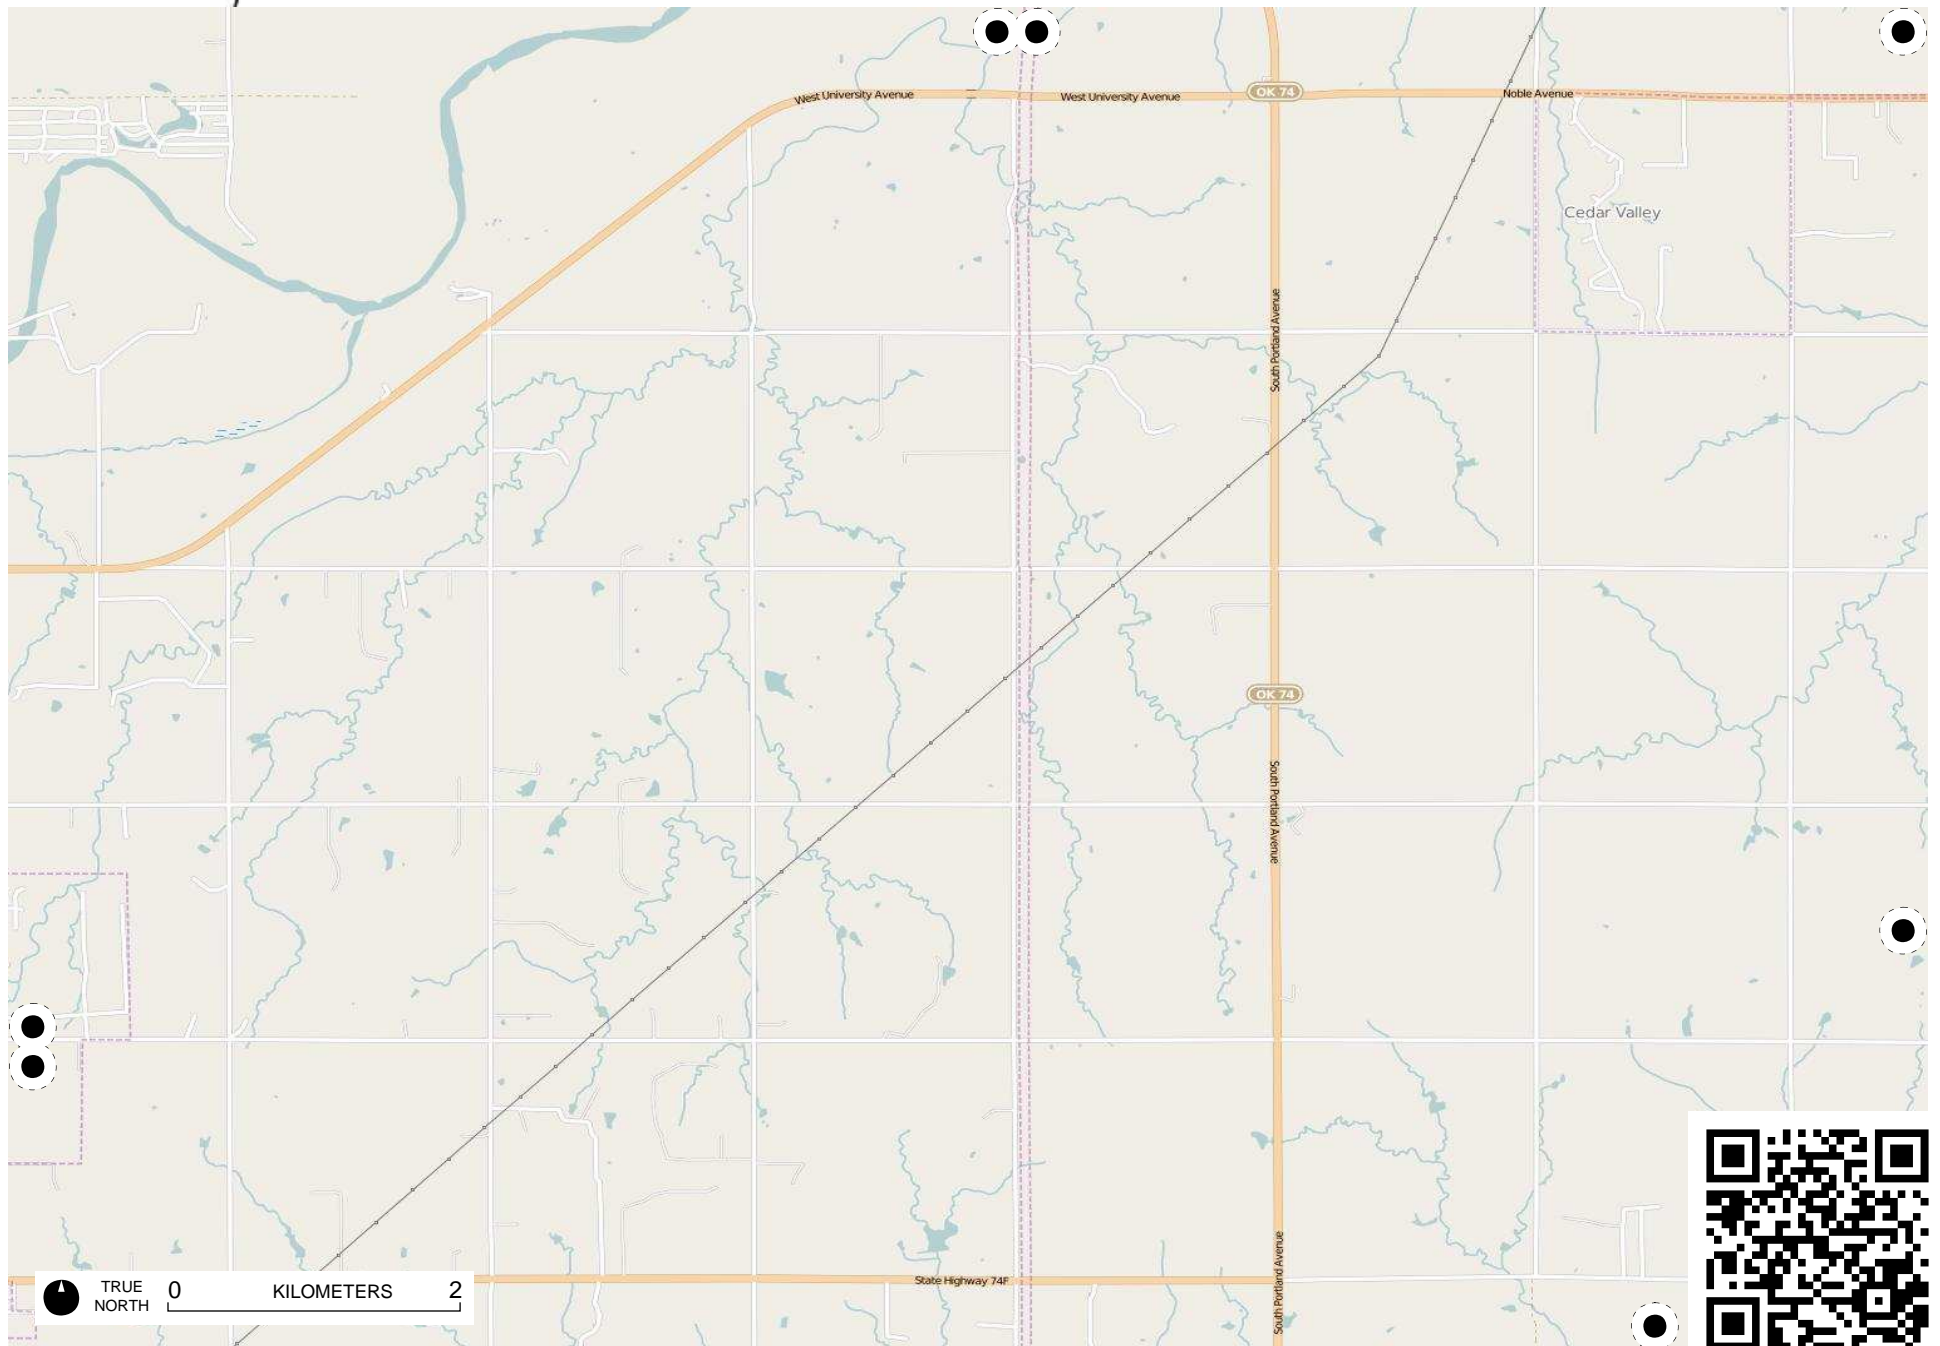 West University Avenue
West University Avenue
OK 74
Noble Avenue
Cedar Valley
South Portland Avenue
OK 74
South Portland Avenue
South Portland Avenue
State Highway 74F
TRUE
NORTH
0 KILOMETERS 2